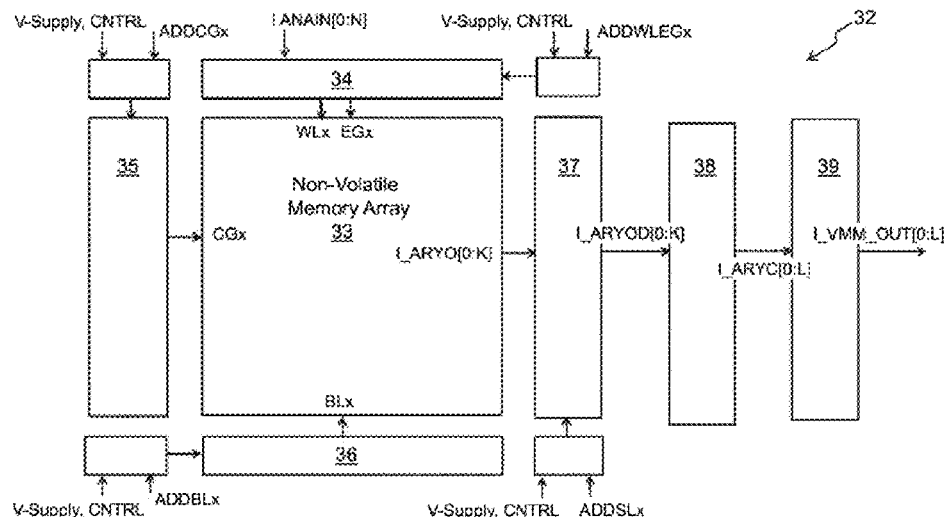 V-Supply, CNTRL
ADDCGx
I ANAIN[0:N]
V-Supply, CNTRL
ADDWLEGx
32
34
WLx EGx
35
Non-Volatile
Memory Array
33
37
38
39
CGx
I_ARYO[0:K]
I_ARYOD[0:K]
I_ARYC[0:L]
I_VMM_OUT[0:L]
BLx
36
V-Supply, CNTRL
ADDBLx
V-Supply, CNTRL
ADDSLx